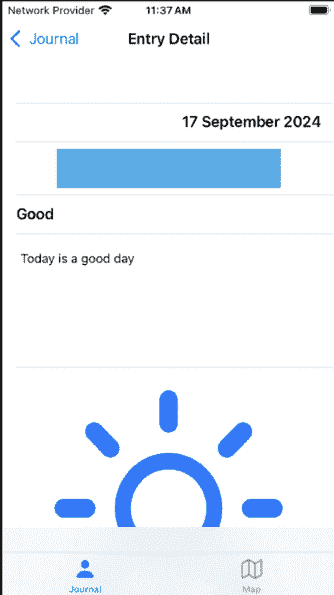 Network Provider 11:37 AM
Journal Entry Detail
17 September 2024
Good
Today is a good day
Journal Map